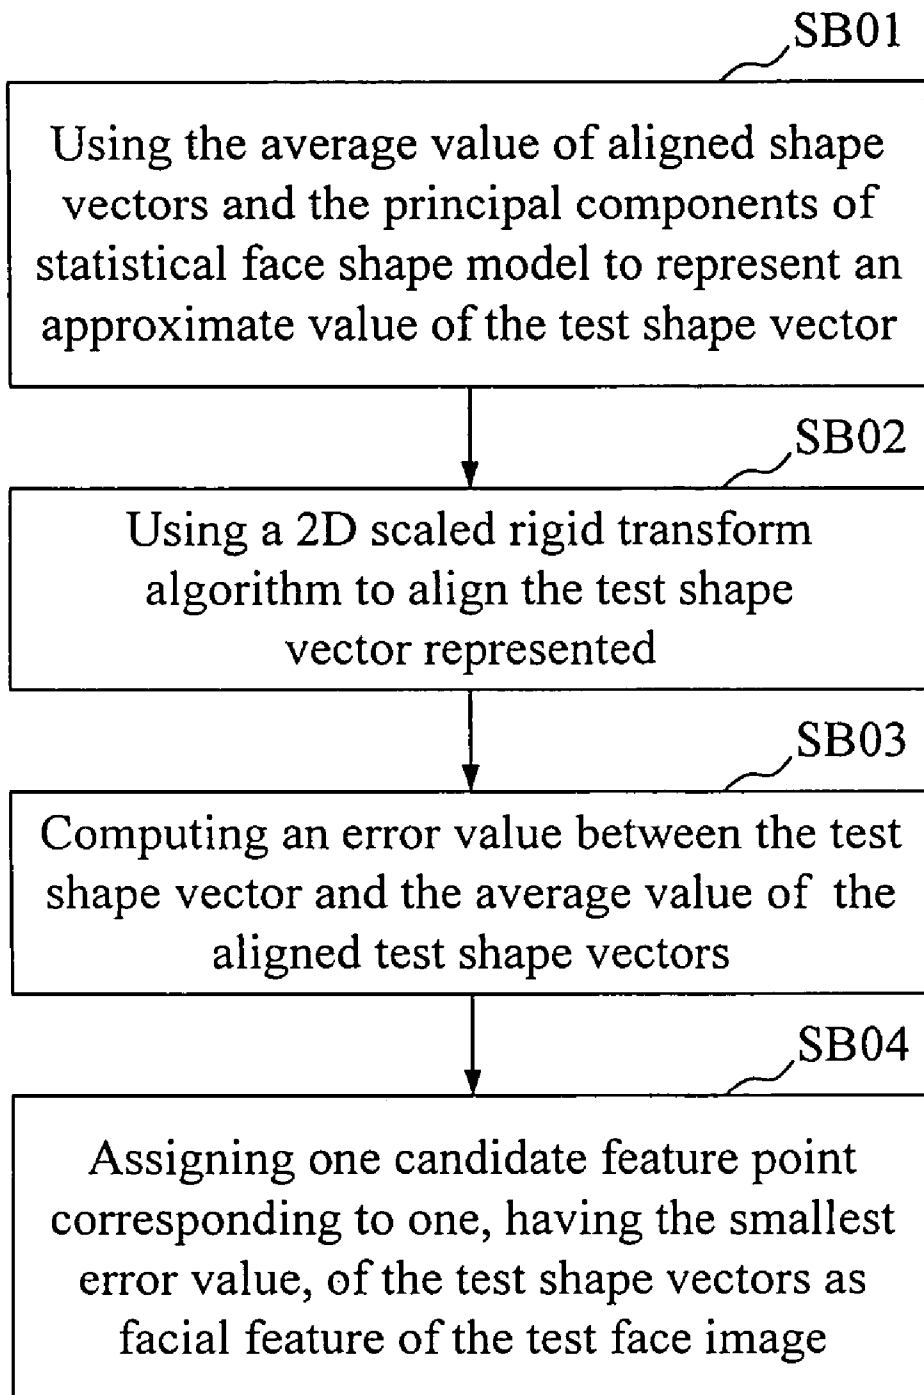 SB01
Using the average value of aligned shape
vectors and the principal components of
statistical face shape model to represent an
approximate value of the test shape vector
SB02
Using a 2D scaled rigid transform
algorithm to align the test shape
vector represented
SB03
Computing an error value between the test
shape vector and the average value of the
aligned test shape vectors
SB04
Assigning one candidate feature point
corresponding to one, having the smallest
error value, of the test shape vectors as
facial feature of the test face image